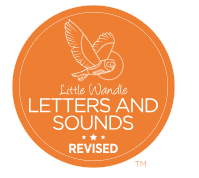 Little Wandle
LETTERS AND
SOUNDS
REVISED
TM